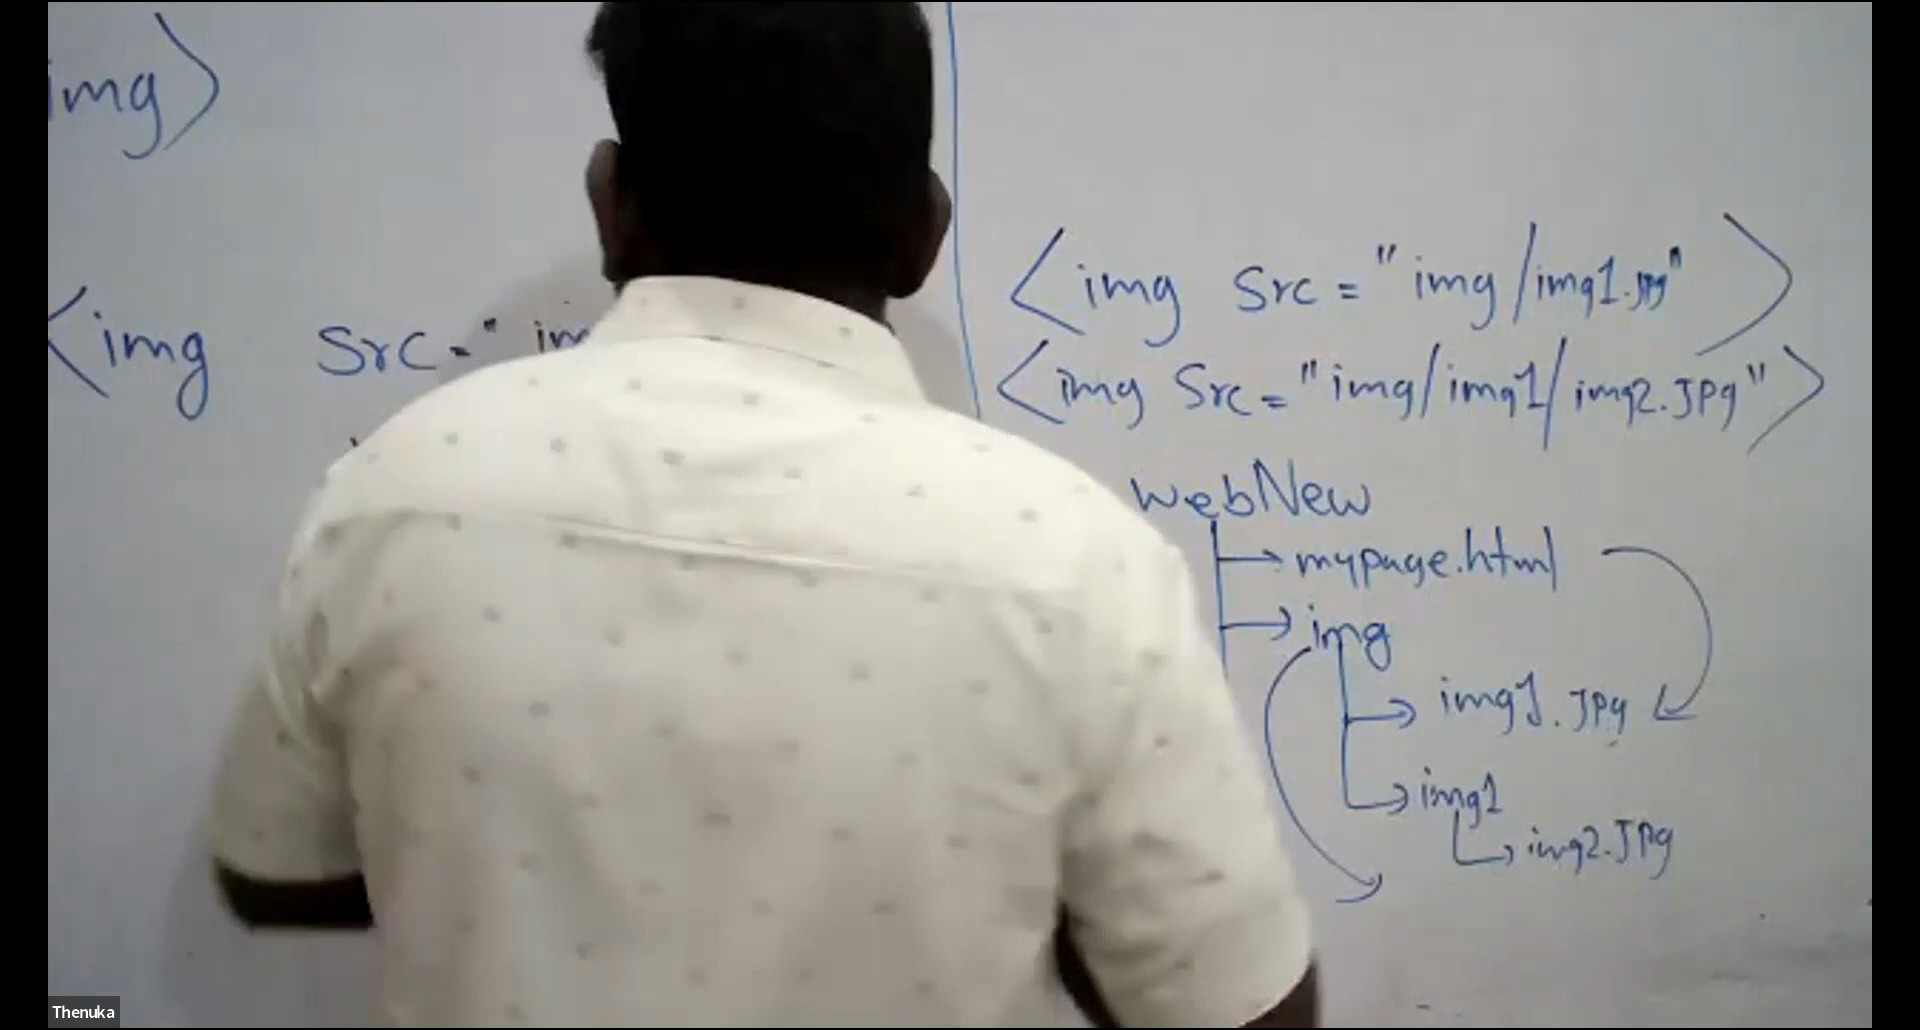 img>
<img src="im
<img src="img/img1.jpg">
<img src="img/img1/img2.JPg">
webNew
mypage.html
img
img1.JPg
img1
img2.JPg
Thenuka